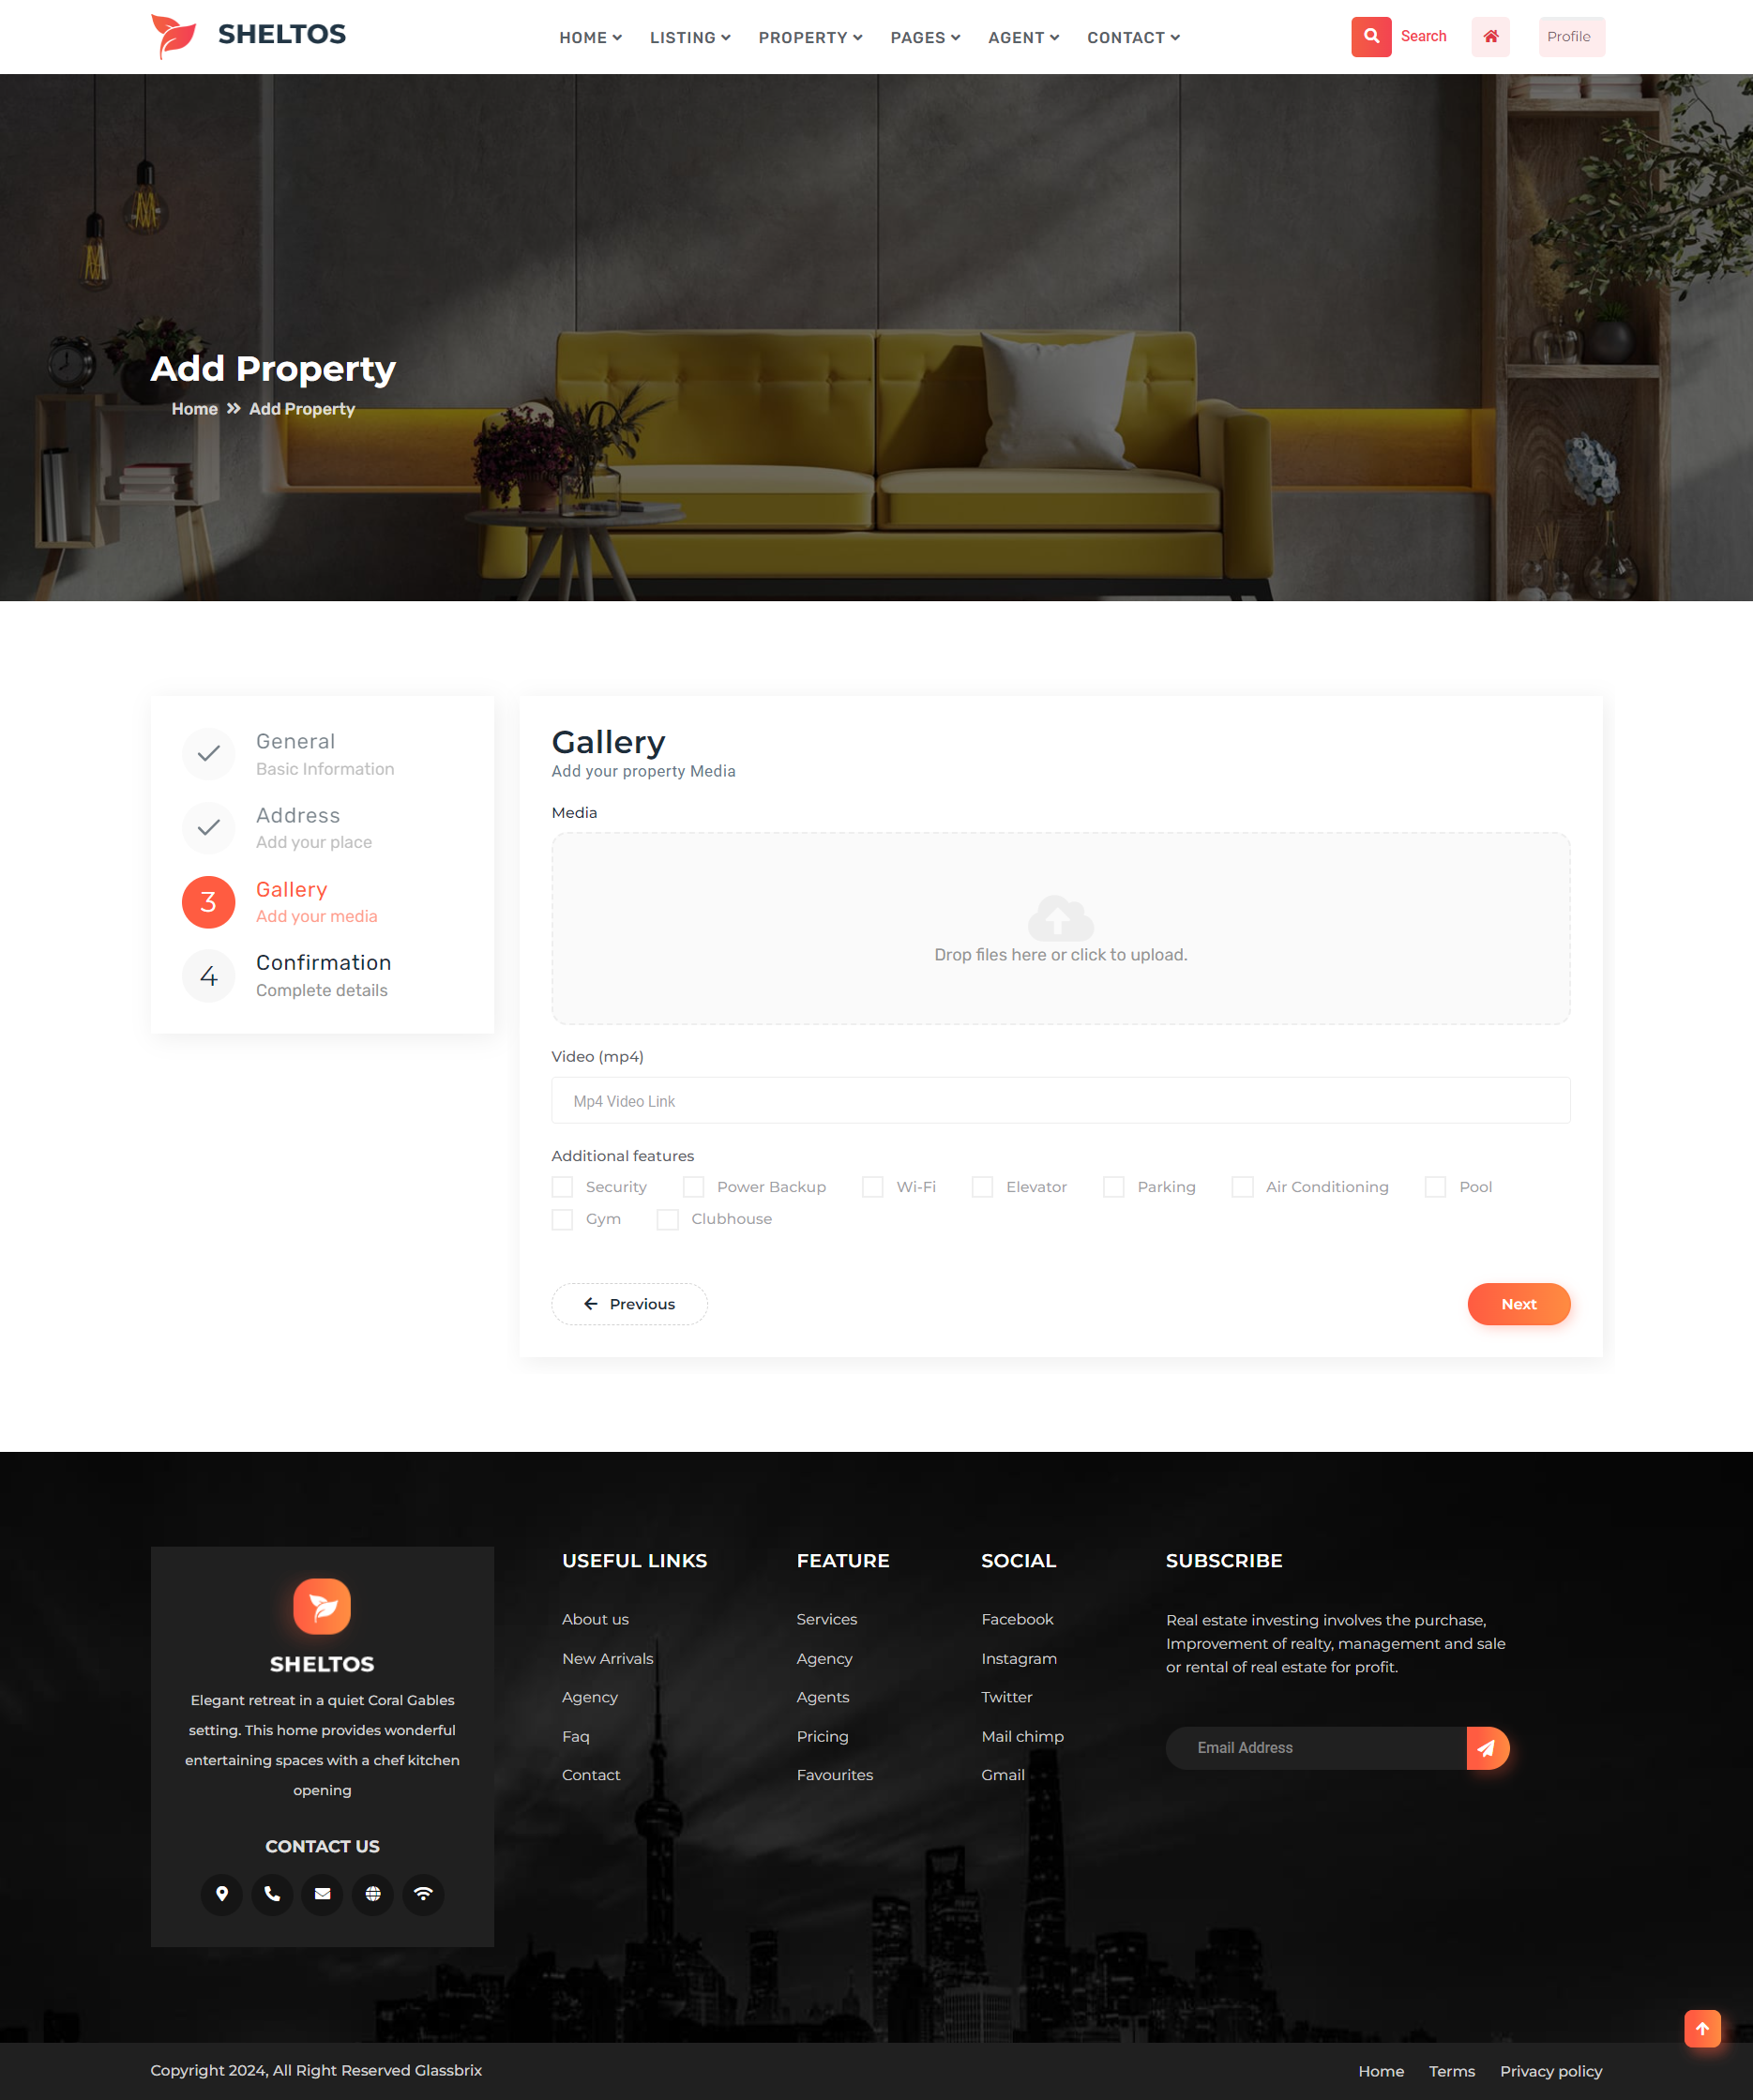 SHELTOS
HOME
LISTING
PROPERTY
PAGES
AGENT
CONTACT
Search
Profile
Add Property
Home » Add Property
General
Basic Information
Address
Add your place
3
Gallery
Add your media
4
Confirmation
Complete details
Gallery
Add your property Media
Media
Drop files here or click to upload.
Video (mp4)
Mp4 Video Link
Additional features
Security Power Backup Wi-Fi Elevator Parking Air Conditioning Pool
Gym Clubhouse
Previous
Next
SHELTOS
Elegant retreat in a quiet Coral Gables
setting. This home provides wonderful
entertaining spaces with a chef kitchen
opening
CONTACT US
USEFUL LINKS
About us
New Arrivals
Agency
Faq
Contact
FEATURE
Services
Agency
Agents
Pricing
Favourites
SOCIAL
Facebook
Instagram
Twitter
Mail chimp
Gmail
SUBSCRIBE
Real estate investing involves the purchase,
Improvement of realty, management and sale
or rental of real estate for profit.
Email Address
Copyright 2024, All Right Reserved Glassbrix
Home Terms Privacy policy